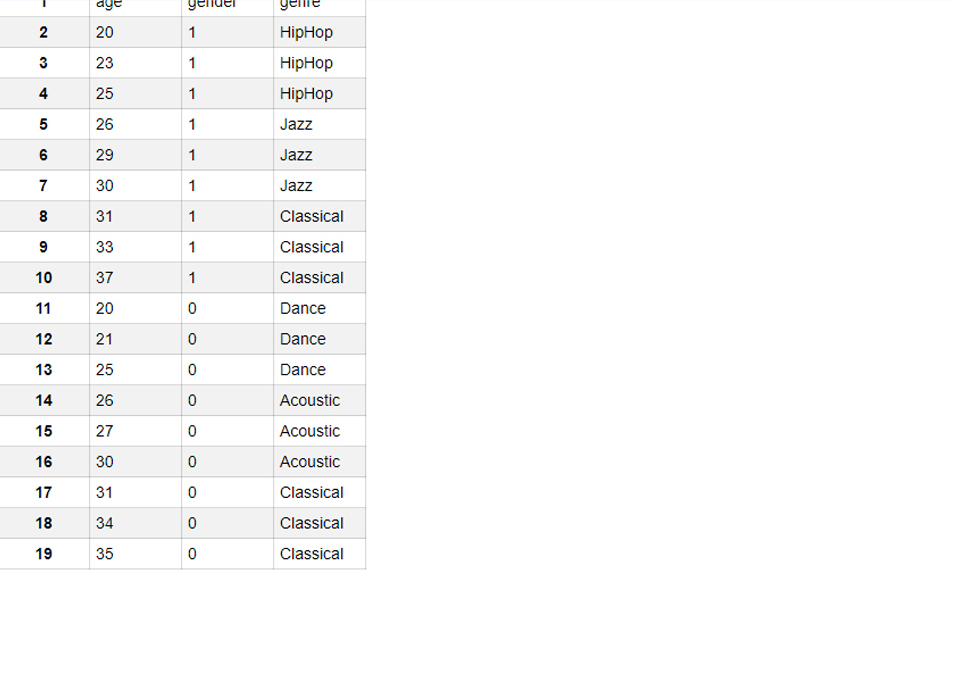 1 age gender genre
2 20 1 HipHop
3 23 1 HipHop
4 25 1 HipHop
5 26 1 Jazz
6 29 1 Jazz
7 30 1 Jazz
8 31 1 Classical
9 33 1 Classical
10 37 1 Classical
11 20 0 Dance
12 21 0 Dance
13 25 0 Dance
14 26 0 Acoustic
15 27 0 Acoustic
16 30 0 Acoustic
17 31 0 Classical
18 34 0 Classical
19 35 0 Classical